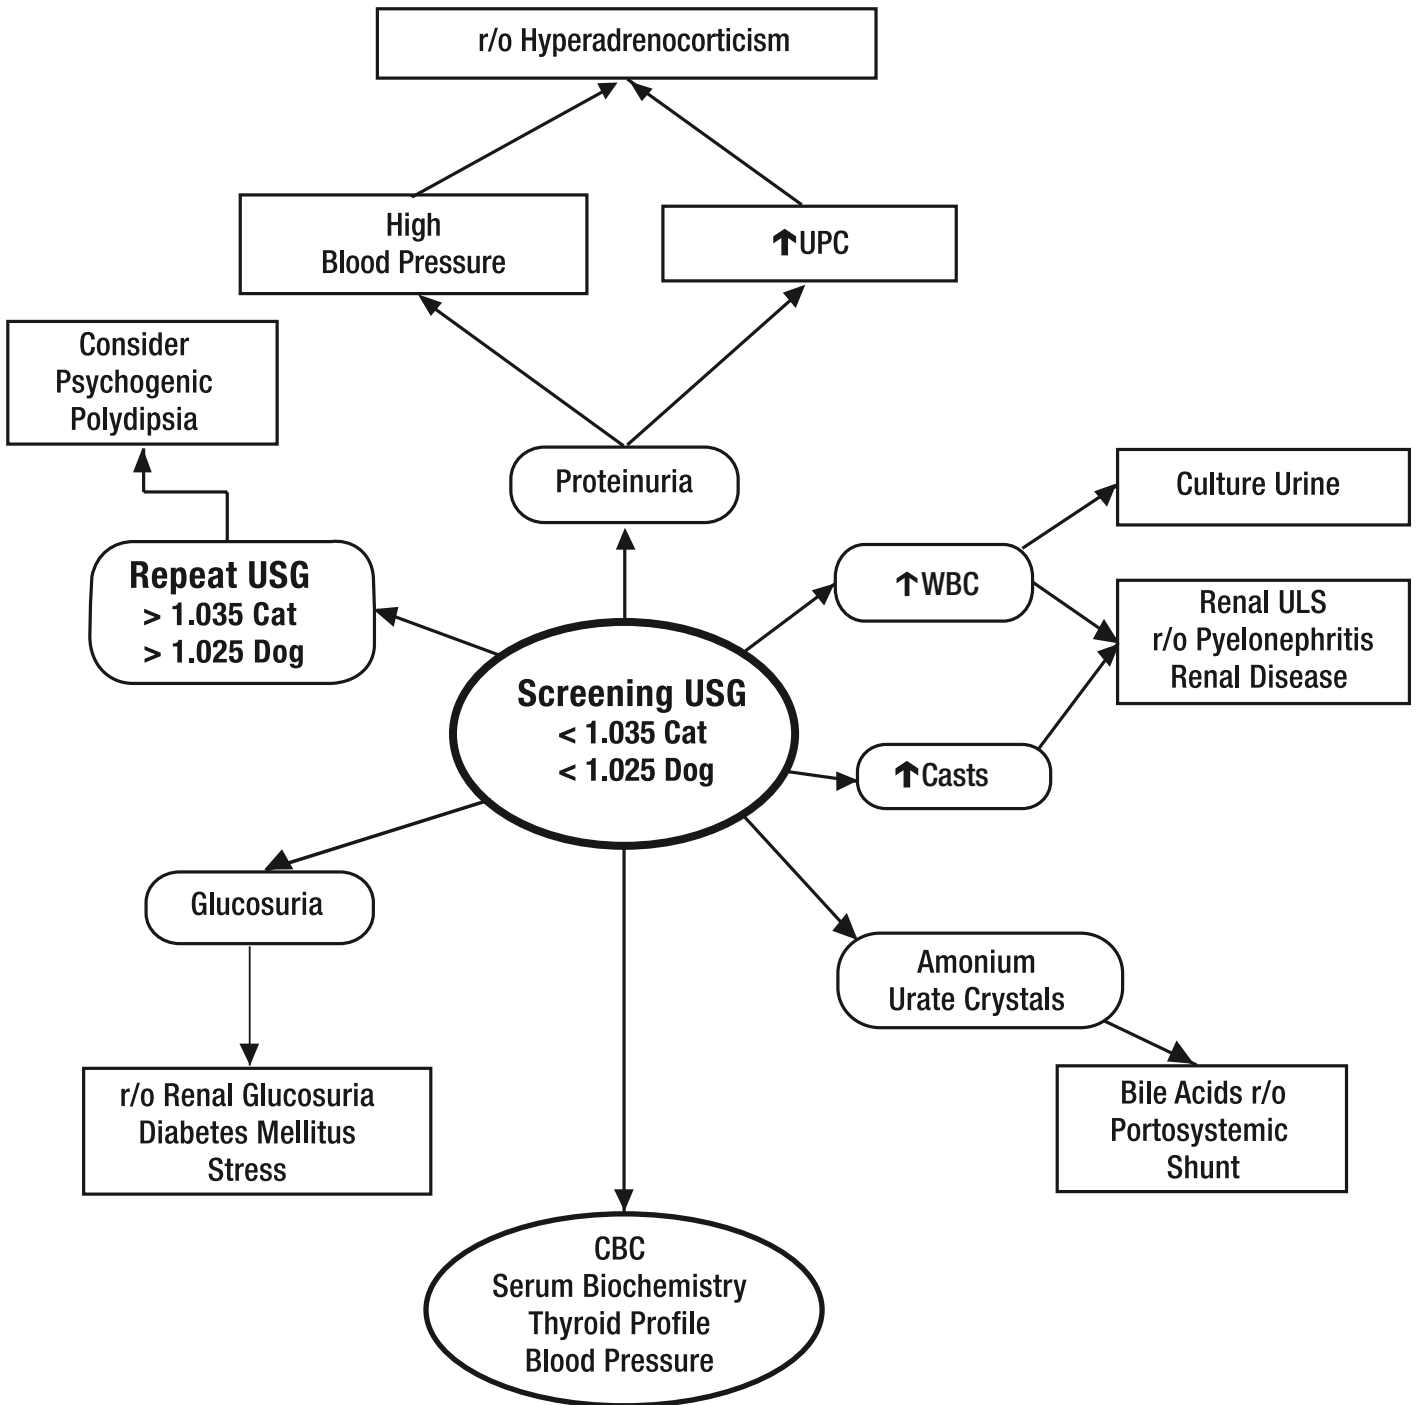 r/o Hyperadrenocorticism
High
Blood Pressure
↑UPC
Consider
Psychogenic
Polydipsia
Proteinuria
Culture Urine
Repeat USG
> 1.035 Cat
> 1.025 Dog
↑WBC
Renal ULS
r/o Pyelonephritis
Renal Disease
Screening USG
< 1.035 Cat
< 1.025 Dog
↑Casts
Glucosuria
Amonium
Urate Crystals
r/o Renal Glucosuria
Diabetes Mellitus
Stress
Bile Acids r/o
Portosystemic
Shunt
CBC
Serum Biochemistry
Thyroid Profile
Blood Pressure